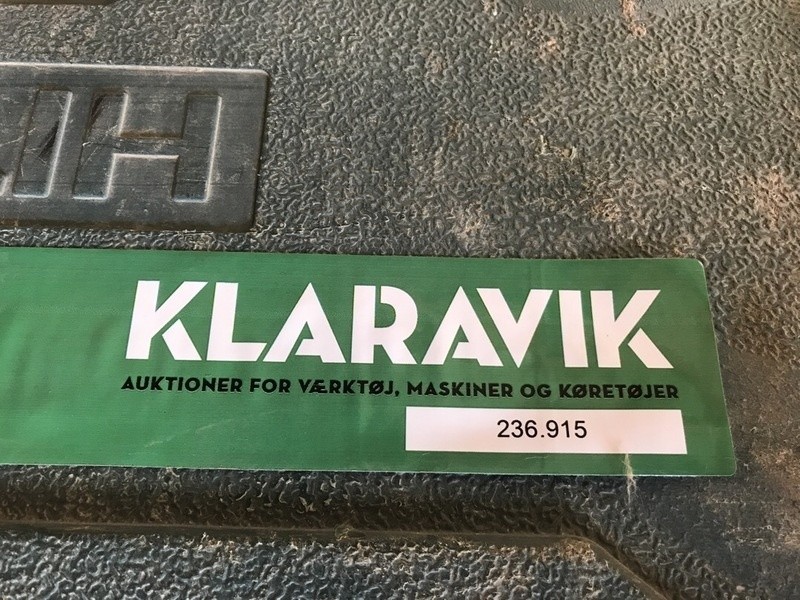 KLARAVIK
AUKTIONER FOR VÆRKTØJ, MASKINER OG KØRETØJER
236.915